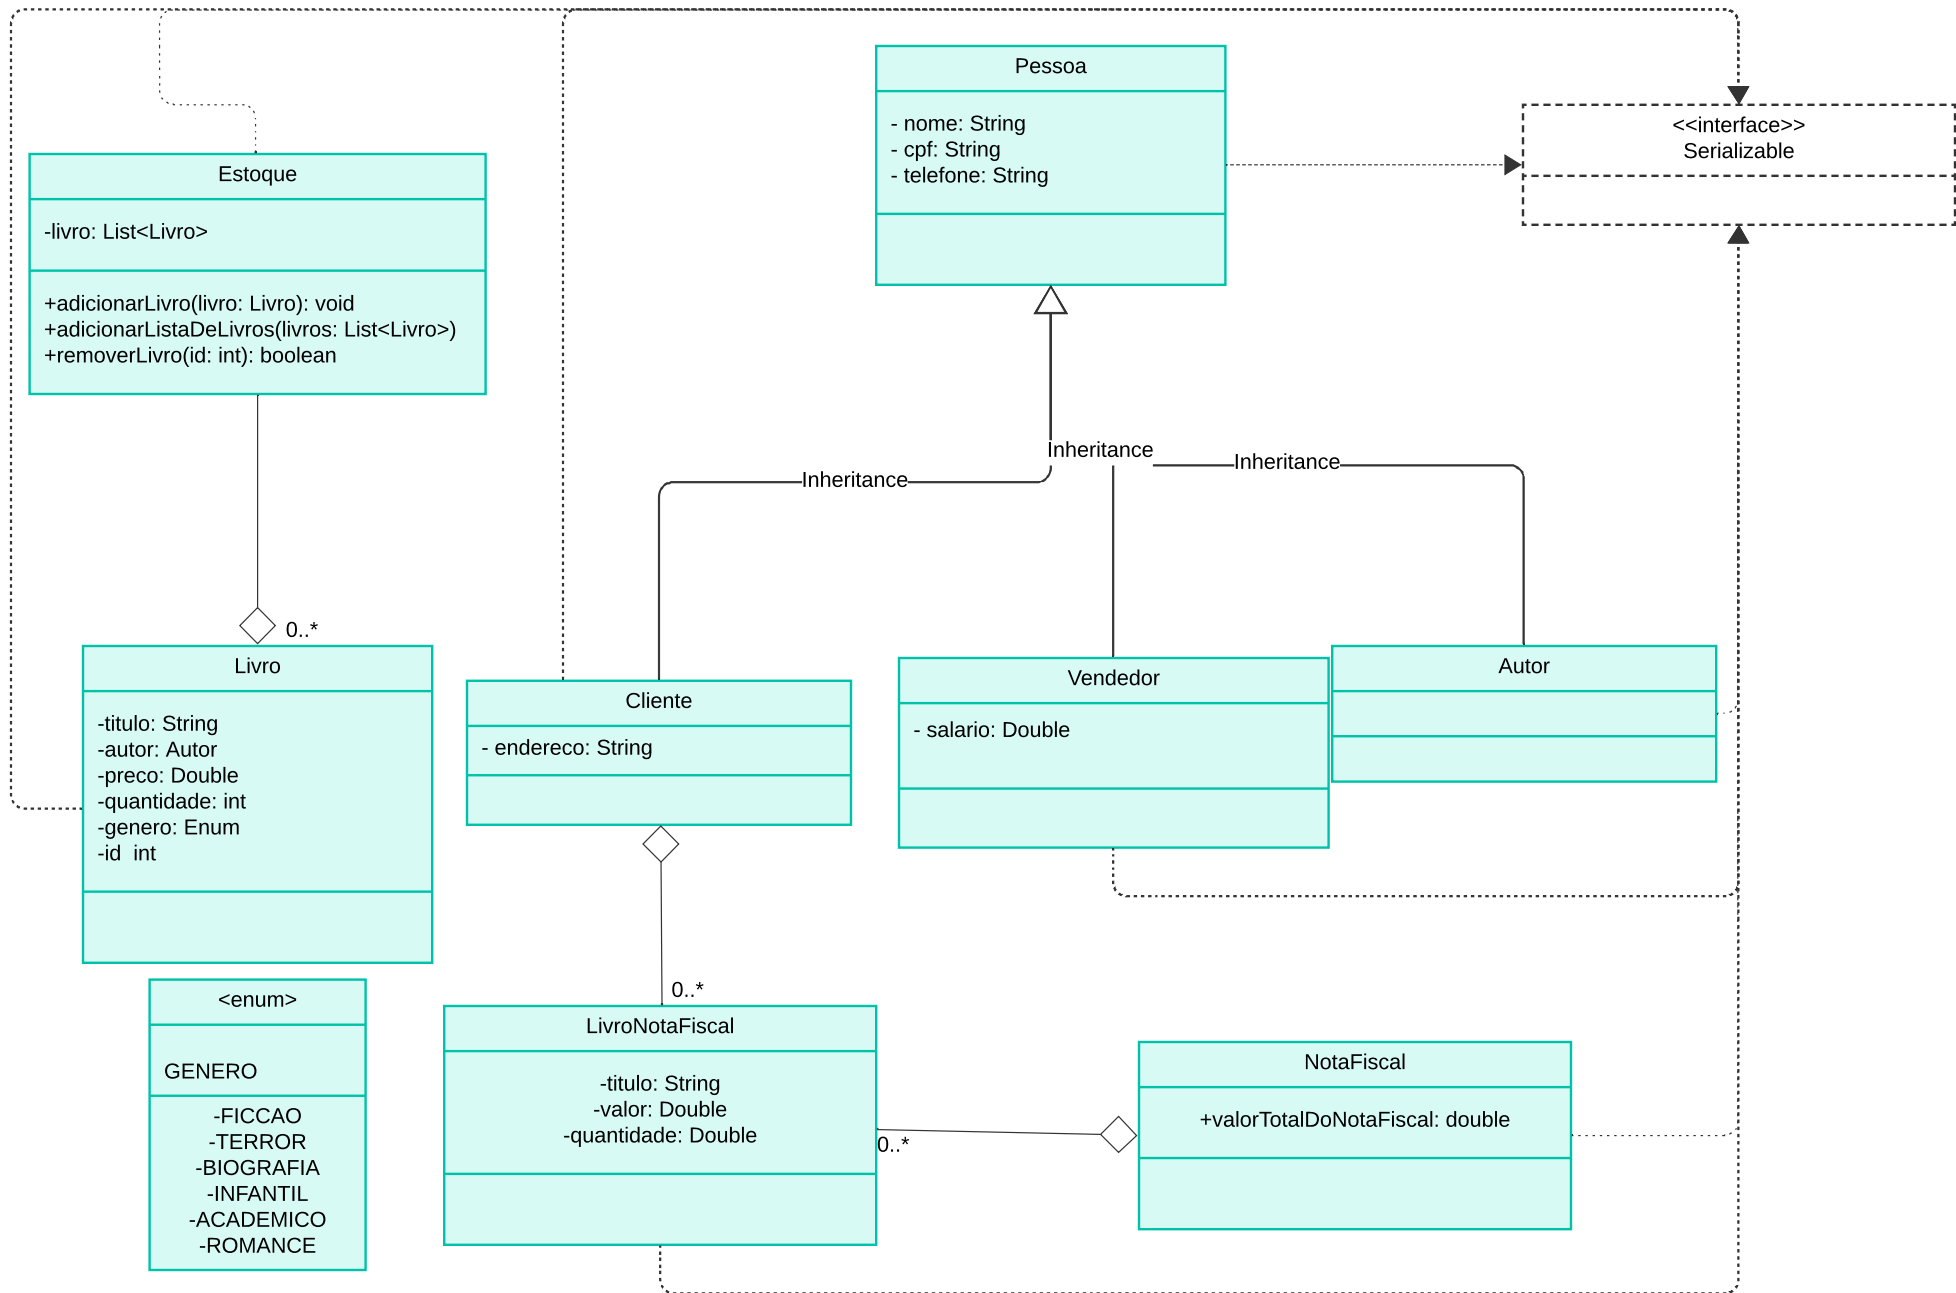 Pessoa
- nome: String
- cpf: String
- telefone: String
<<interface>>
Serializable
Estoque
-livro: List<Livro>
+adicionarLivro(livro: Livro): void
+adicionarListaDeLivros(livros: List<Livro>)
+removerLivro(id: int): boolean
Inheritance
Inheritance
Inheritance
0..*
Livro
-titulo: String
-autor: Autor
-preco: Double
-quantidade: int
-genero: Enum
-id  int
Cliente
- endereco: String
Vendedor
- salario: Double
Autor
<enum>
GENERO
-FICCAO
-TERROR
-BIOGRAFIA
-INFANTIL
-ACADEMICO
-ROMANCE
0..*
LivroNotaFiscal
-titulo: String
-valor: Double
-quantidade: Double
0..*
NotaFiscal
+valorTotalDoNotaFiscal: double